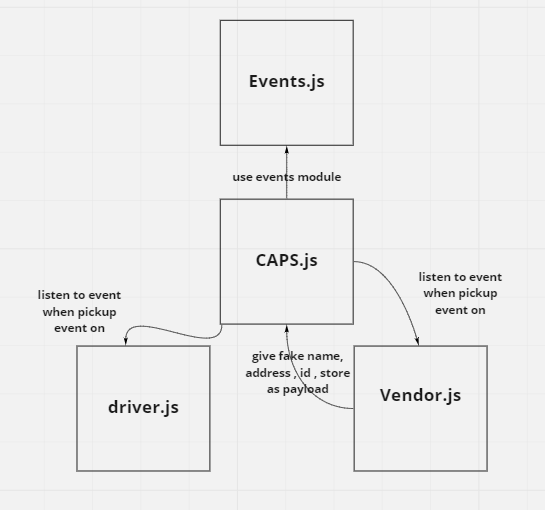 Events.js
use events module
CAPS.js
listen to event
when pickup
event on
listen to event
when pickup
event on
give fake name,
address , id , store
as payload
driver.js
Vendor.js